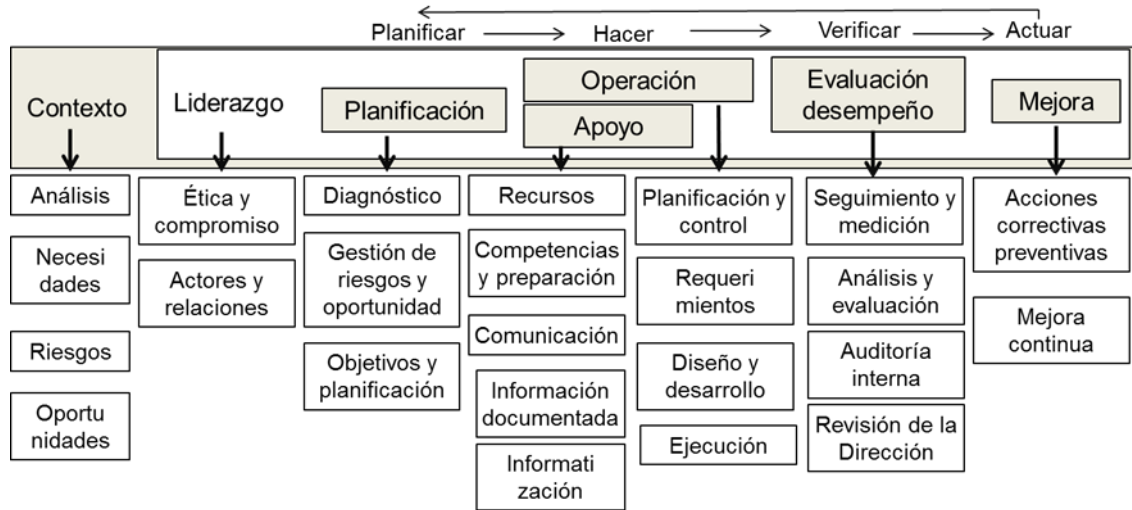 Planificar Hacer Verificar Actuar
Contexto
Liderazgo
Planificación
Operación
Apoyo
Evaluación
desempeño
Mejora
Análisis
Necesi
dades
Riesgos
Oportu
nidades
Ética y
compromiso
Actores y
relaciones
Diagnóstico
Gestión de
riesgos y
oportunidad
Objetivos y
planificación
Recursos
Competencias
y preparación
Comunicación
Información
documentada
Informati
zación
Planificación y
control
Requeri
mientos
Diseño y
desarrollo
Ejecución
Seguimiento y
medición
Análisis y
evaluación
Auditoría
interna
Revisión de la
Dirección
Acciones
correctivas
preventivas
Mejora
continua